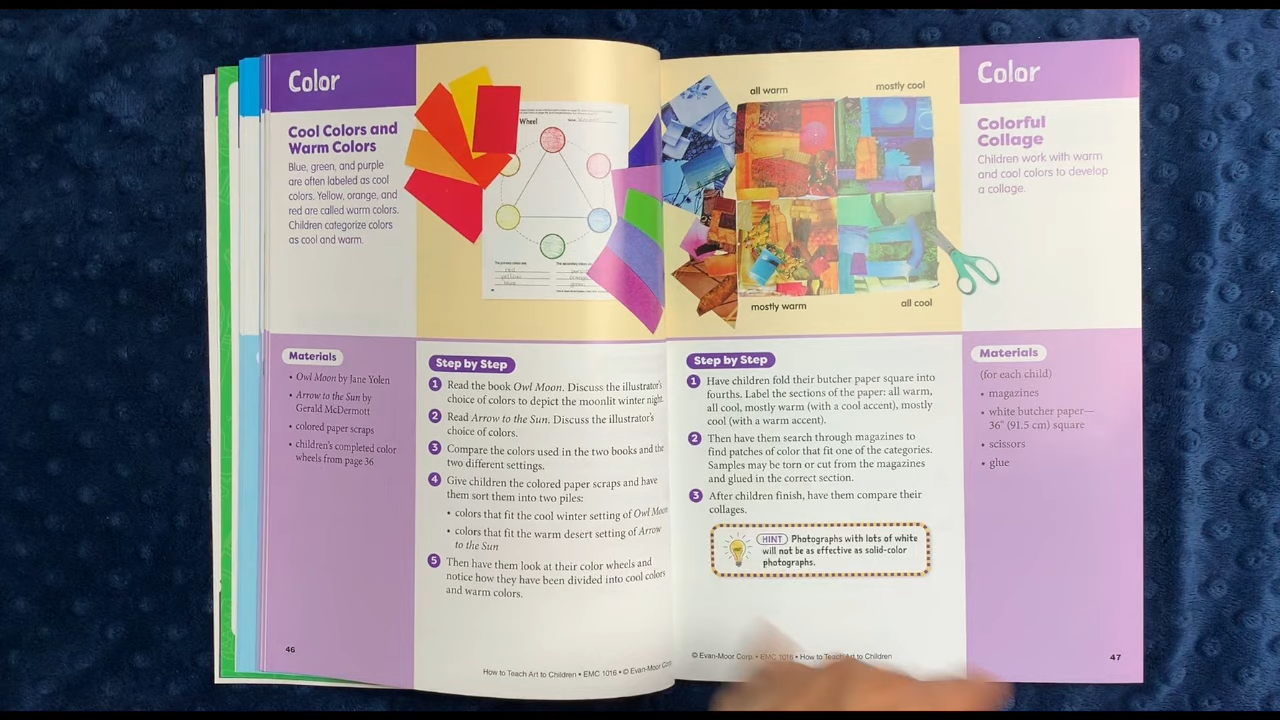 Color
Cool Colors and
Warm Colors
Blue, green, and purple
are often labeled as cool
colors. Yellow, orange, and
red are called warm colors.
Children categorize colors
as cool and warm.
Wheel
Materials
• Owl Moon by Jane Yolen
• Arrow to the Sun by
Gerald McDermott
• colored paper scraps
• children's completed color
wheels from page 36
Step by Step
1 Read the book Owl Moon. Discuss the illustrator's
choice of colors to depict the moonlit winter night.
2 Read Arrow to the Sun. Discuss the illustrator's
choice of colors.
3 Compare the colors used in the two books and the
two different settings.
4 Give children the colored paper scraps and have
them sort them into two piles:
• colors that fit the cool winter setting of Owl Moon
• colors that fit the warm desert setting of Arrow
to the Sun
5 Then have them look at their color wheels and
notice how they have been divided into cool colors
and warm colors.
46
How to Teach Art to Children • EMC 1016 • © Evan-Moor Corp.
all warm
mostly cool
mostly warm
all cool
Color
Colorful
Collage
Children work with warm
and cool colors to develop
a collage.
Step by Step
1 Have children fold their butcher paper square into
fourths. Label the sections of the paper: all warm,
all cool, mostly warm (with a cool accent), mostly
cool (with a warm accent).
2 Then have them search through magazines to
find patches of color that fit one of the categories.
Samples may be torn or cut from the magazines
and glued in the correct section.
3 After children finish, have them compare their
collages.
HINT Photographs with lots of white
will not be as effective as solid-color
photographs.
Materials
(for each child)
• magazines
• white butcher paper—
36" (91.5 cm) square
• scissors
• glue
© Evan-Moor Corp. • EMC 1016 • How to Teach Art to Children
47